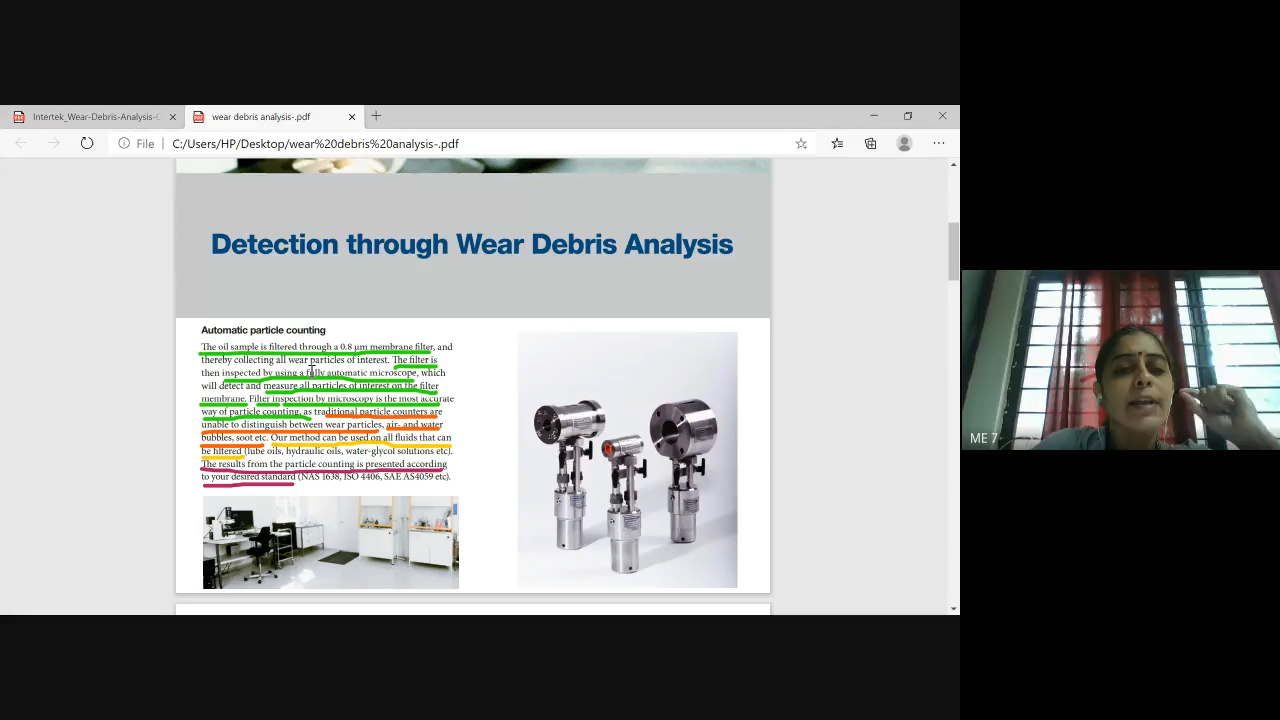 Intertek_Wear-Debris-Analysis-C
wear debris analysis-.pdf
File
C:/Users/HP/Desktop/wear%20debris%20analysis-.pdf
Detection through Wear Debris Analysis
Automatic particle counting
The oil sample is filtered through a 0.8 µm membrane filter, and
thereby collecting all wear particles of interest. The filter is
then inspected by using a fully automatic microscope, which
will detect and measure all particles of interest on the filter
membrane. Filter inspection by microscopy is the most accurate
way of particle counting, as traditional particle counters are
unable to distinguish between wear particles, air- and water
bubbles, soot etc. Our method can be used on all fluids that can
be filtered (lube oils, hydraulic oils, water-glycol solutions etc).
The results from the particle counting is presented according
to your desired standard (NAS 1638, ISO 4406, SAE AS4059 etc).
ME 7